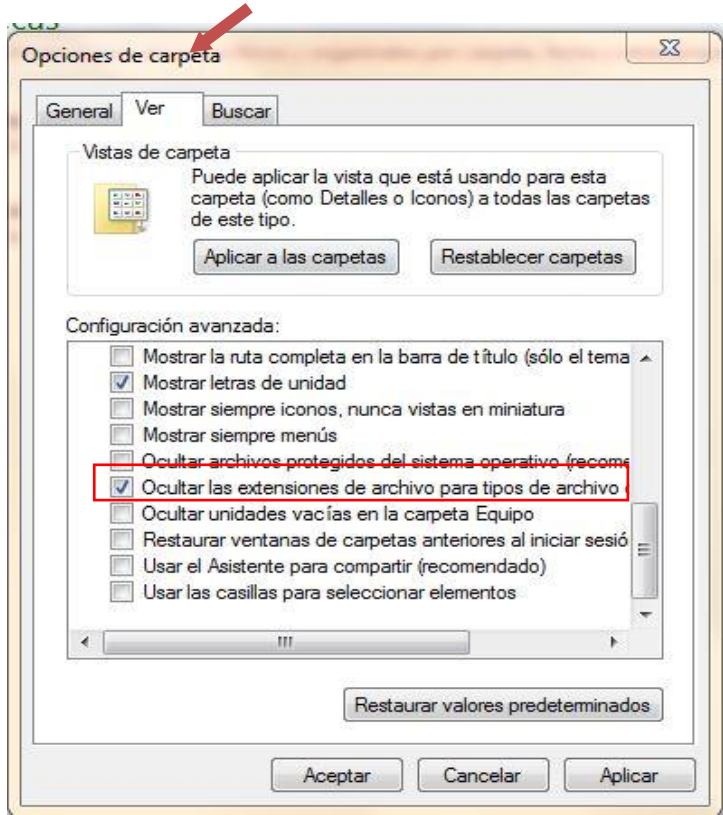 Opciones de carpeta
General Ver Buscar
Vistas de carpeta
Puede aplicar la vista que está usando para esta
carpeta (como Detalles o Iconos) a todas las carpetas
de este tipo.
Aplicar a las carpetas Restablecer carpetas
Configuración avanzada:
Mostrar la ruta completa en la barra de título (sólo el tema
Mostrar letras de unidad
Mostrar siempre iconos, nunca vistas en miniatura
Mostrar siempre menús
Ocultar archivos protegidos del sistema operativo (recome
Ocultar las extensiones de archivo para tipos de archivo
Ocultar unidades vacías en la carpeta Equipo
Restaurar ventanas de carpetas anteriores al iniciar sesió
Usar el Asistente para compartir (recomendado)
Usar las casillas para seleccionar elementos
Restaurar valores predeterminados
Aceptar Cancelar Aplicar